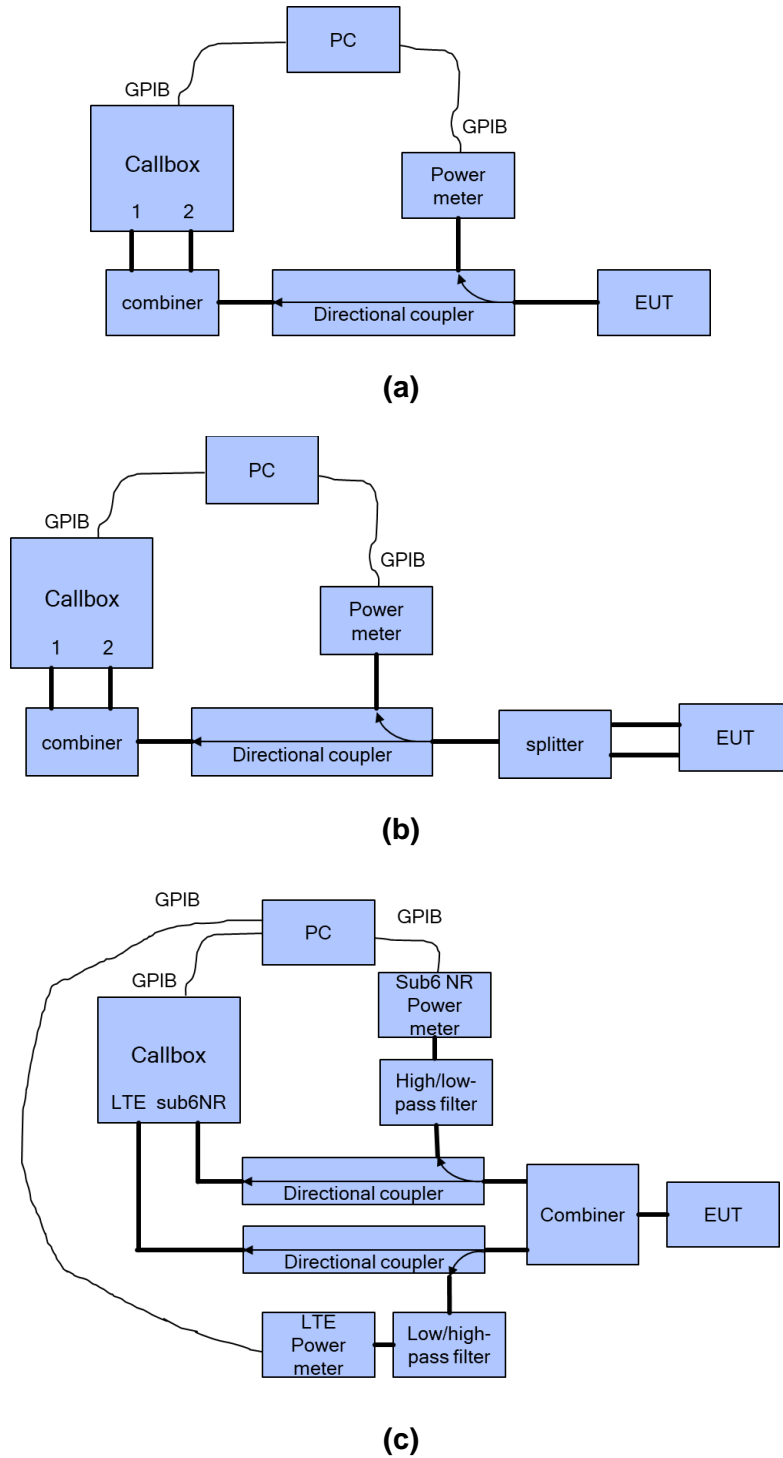 PC
GPIB
GPIB
Callbox
Power
meter
1 2
combiner
Directional coupler
EUT
(a)
PC
GPIB
GPIB
Callbox
Power
meter
1 2
combiner
Directional coupler
splitter
EUT
(b)
GPIB
PC
GPIB
GPIB
Sub6 NR
Power
meter
Callbox
High/low-
pass filter
LTE sub6NR
Directional coupler
Combiner
EUT
Directional coupler
LTE
Power
meter
Low/high-
pass filter
(c)